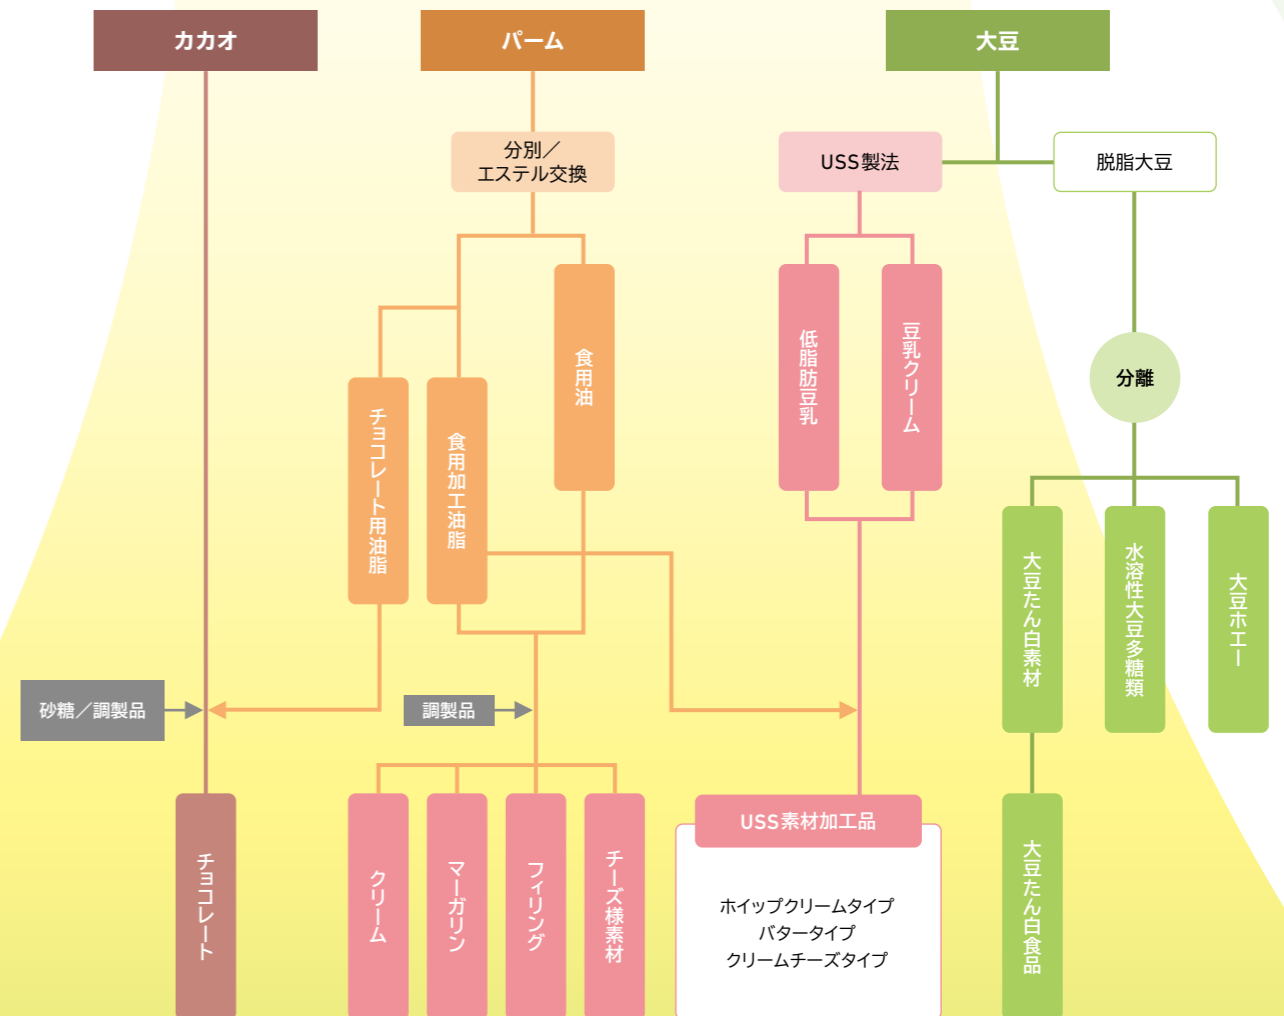 カカオ
パーム
大豆
分別／
エステル交換
USS製法
脱脂大豆
食用油
低脂肪豆乳
豆乳クリーム
分離
チョコレート用油脂
食用加工油脂
大豆たん白素材
水溶性大豆多糖類
大豆ホエー
砂糖／調製品
調製品
チョコレート
クリーム
マーガリン
フィリング
チーズ様素材
USS素材加工品
ホイップクリームタイプ
バタータイプ
クリームチーズタイプ
大豆たん白食品